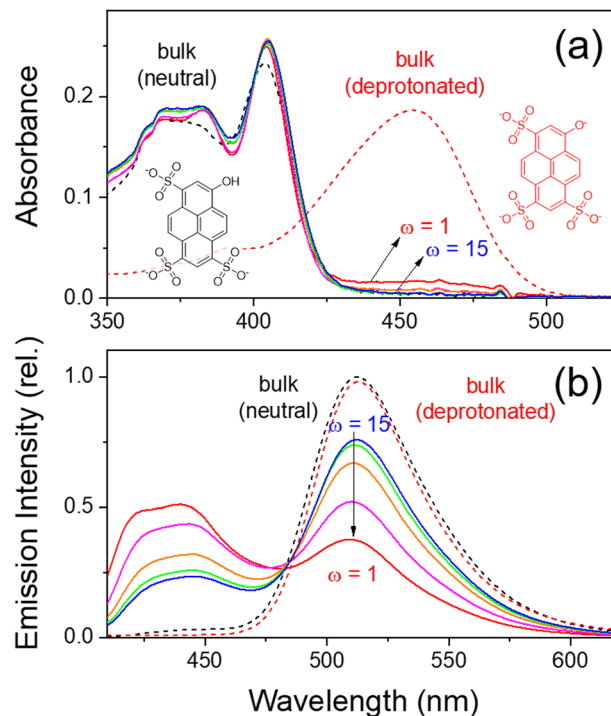 (a)
bulk
(neutral)
bulk
(deprotonated)
Absorbance
0.2
0.1
0.0
-O
S
O
O
OH
-O
S
O
O
S
O-
O
O
O
O-
S
-O
O
-O
S
O
O
S
O-
O
O
ω = 1
ω = 15
350
400
450
500
(b)
bulk
(neutral)
bulk
(deprotonated)
ω = 15
ω = 1
Emission Intensity (rel.)
1.0
0.5
0.0
450
500
550
600
Wavelength (nm)